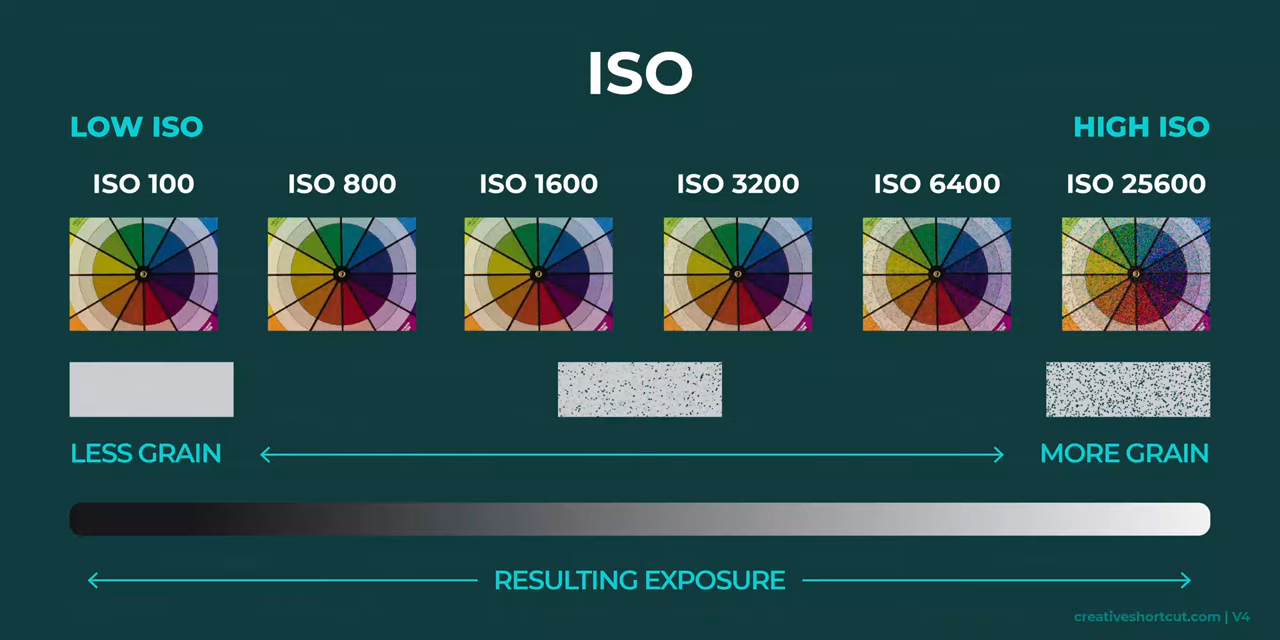 ISO
LOW ISO
HIGH ISO
ISO 100
ISO 800
ISO 1600
ISO 3200
ISO 6400
ISO 25600
LESS GRAIN
MORE GRAIN
RESULTING EXPOSURE
creativeshortcut.com | V4